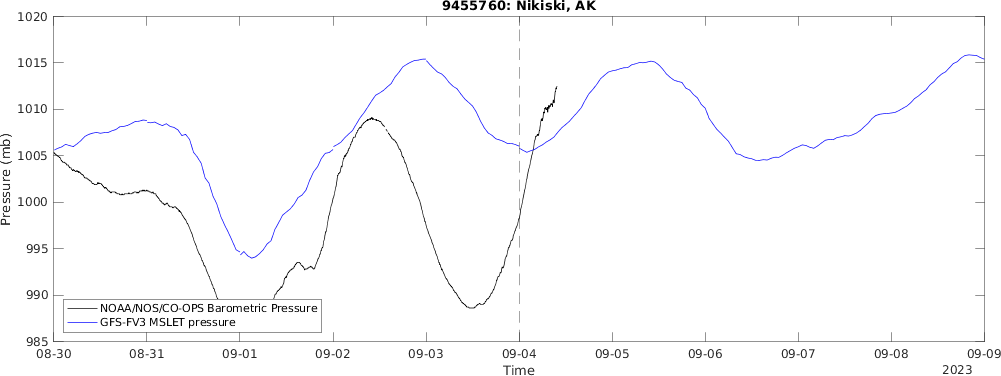 9455760: Nikiski, AK
Pressure (mb)
1020
1015
1010
1005
1000
995
990
985
NOAA/NOS/CO-OPS Barometric Pressure
GFS-FV3 MSLET pressure
08-30 08-31 09-01 09-02 09-03 09-04 09-05 09-06 09-07 09-08 09-09
Time
2023